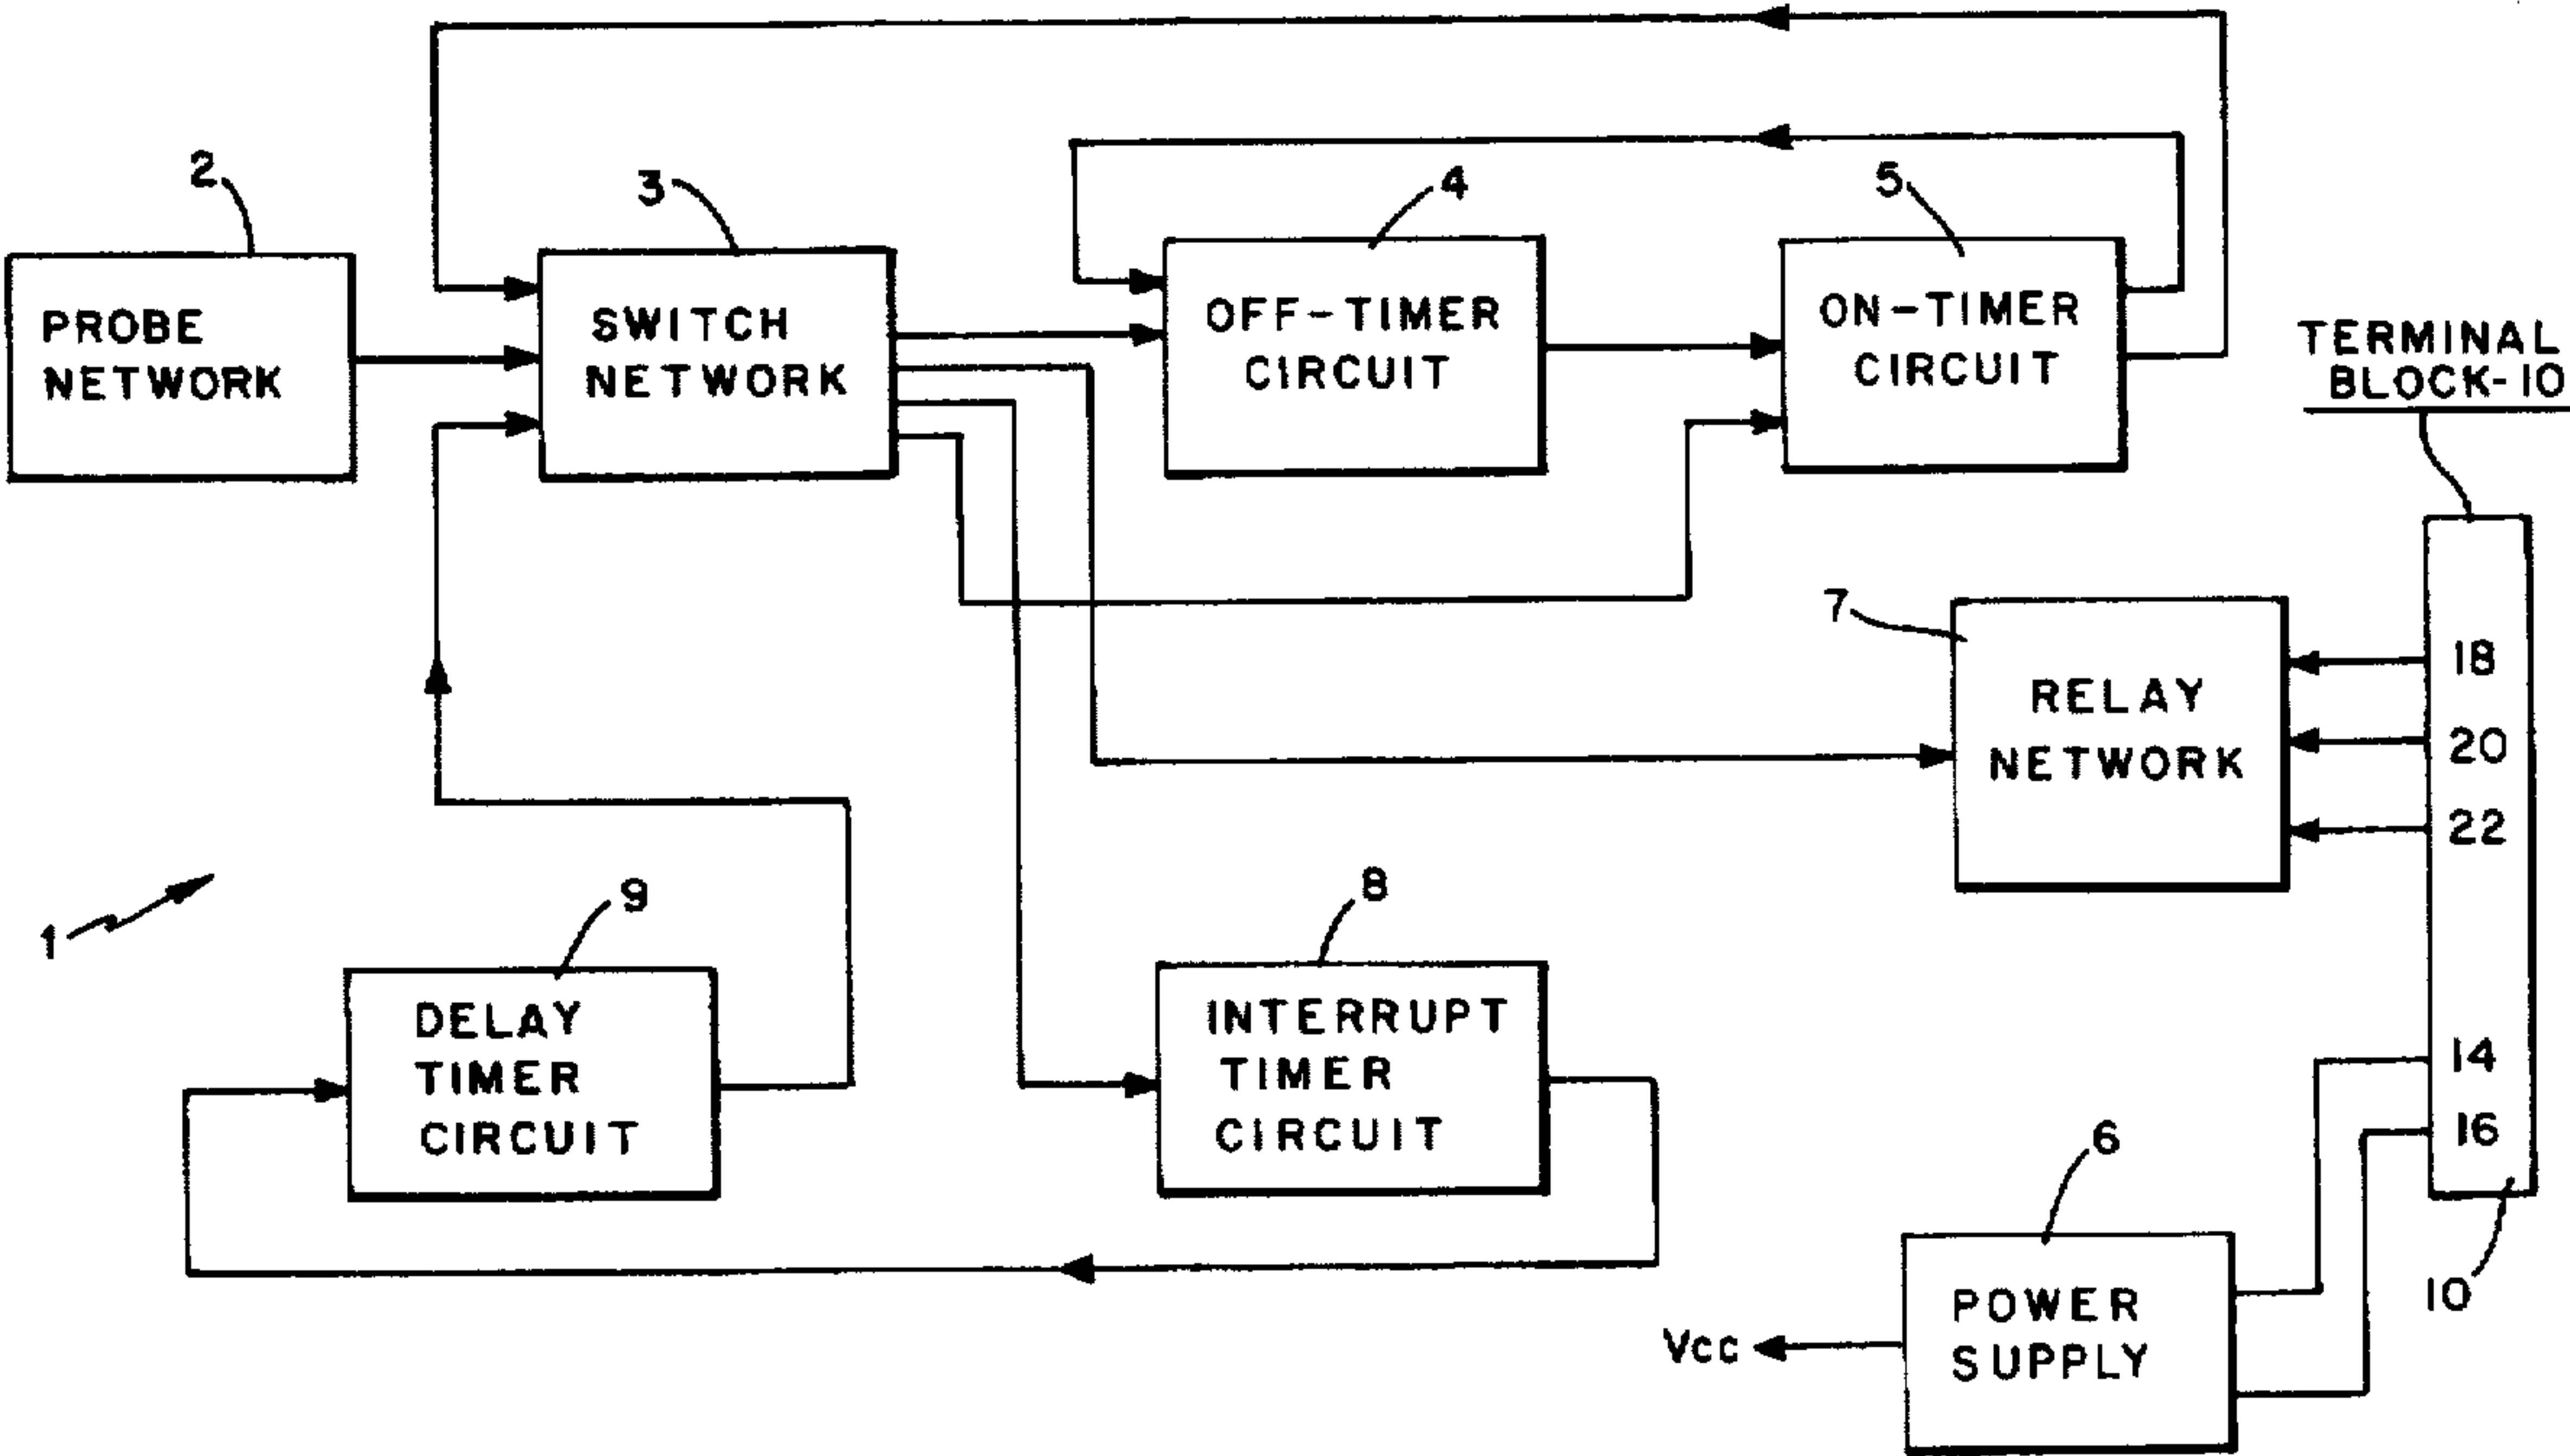 2
3
4
5
PROBE
NETWORK
SWITCH
NETWORK
OFF-TIMER
CIRCUIT
ON-TIMER
CIRCUIT
TERMINAL
BLOCK-10
7
RELAY
NETWORK
18
20
22
14
16
1
9
DELAY
TIMER
CIRCUIT
8
INTERRUPT
TIMER
CIRCUIT
6
POWER
SUPPLY
Vcc
10